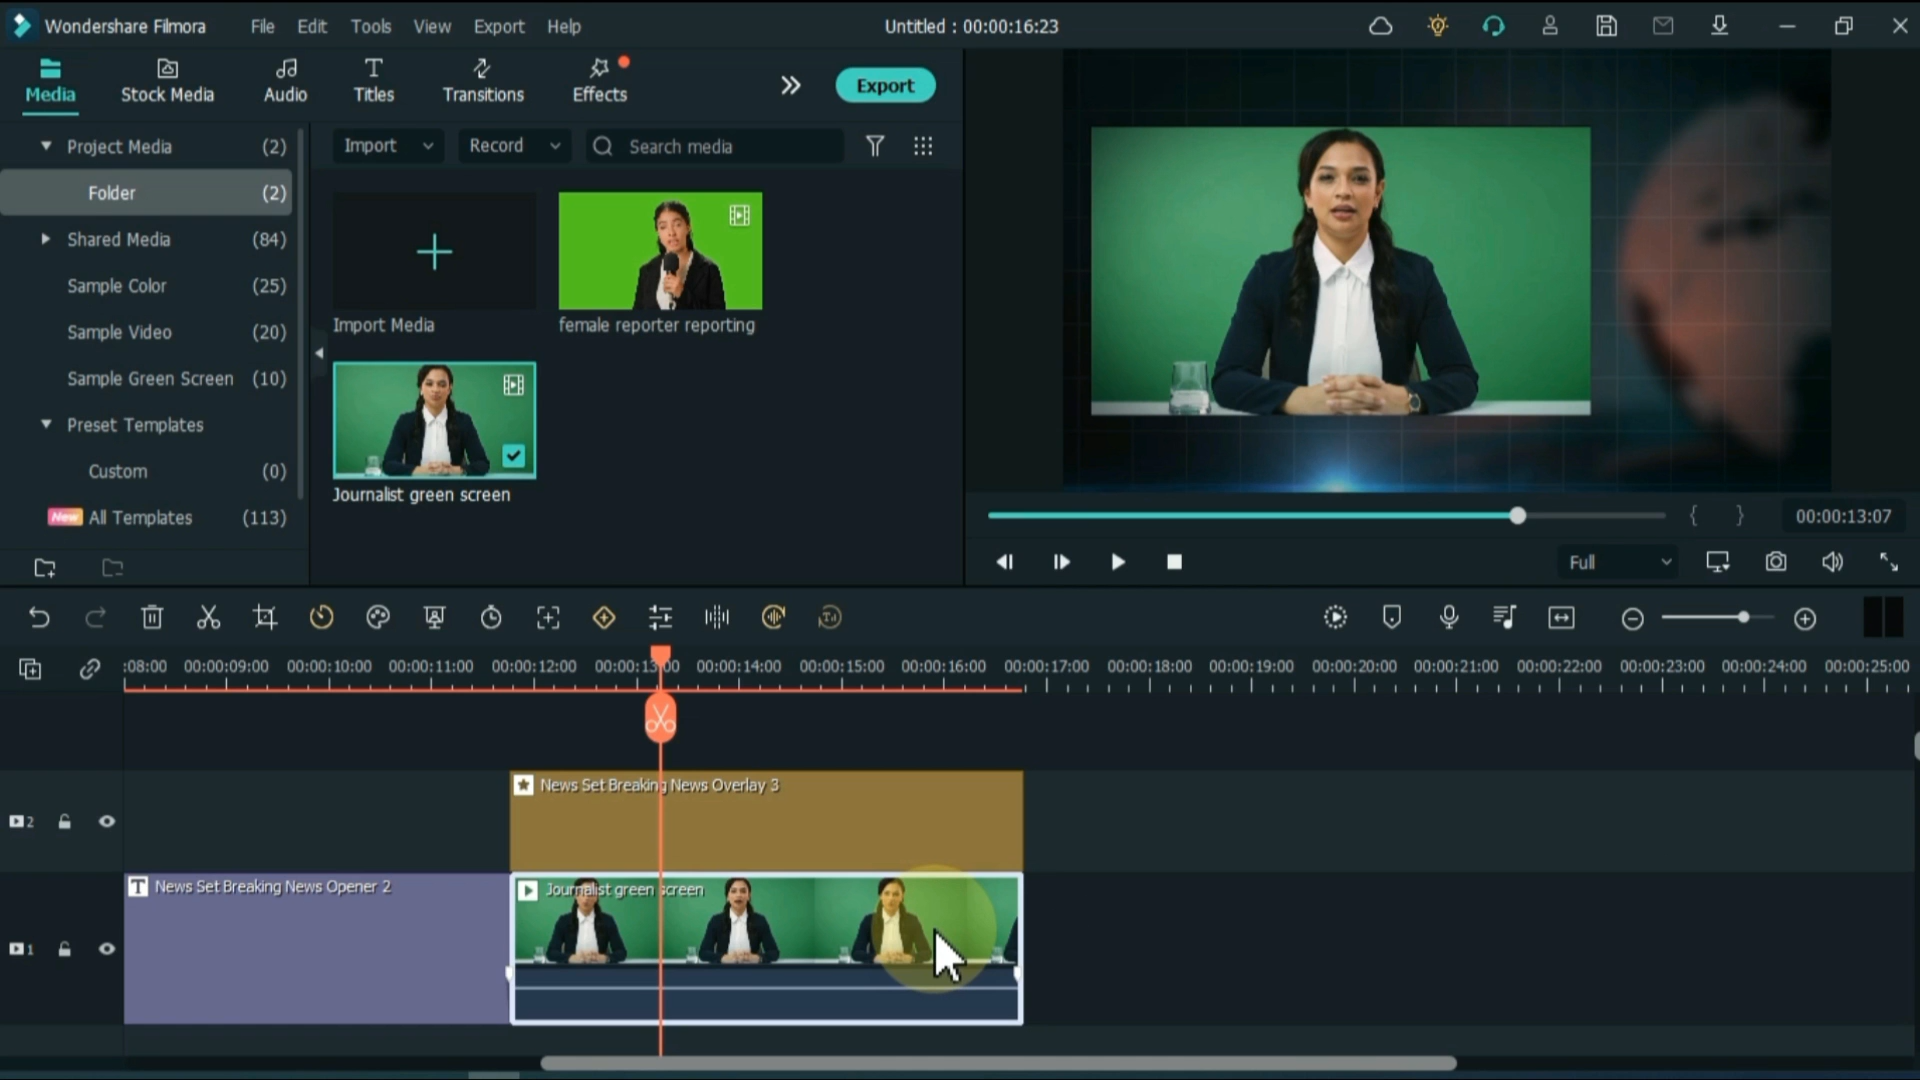 Wondershare Filmora File Edit Tools View Export Help Untitled : 00:00:16:23
Media Stock Media Audio Titles Transitions Effects Export
Project Media (2)
Folder (2)
Shared Media (84)
Sample Color (25)
Sample Video (20)
Sample Green Screen (10)
Preset Templates
Custom (0)
New All Templates (113)
Import Record Search media
Import Media
female reporter reporting
Journalist green screen
{ } 00:00:13:07
Full
:08:00 00:00:09:00 00:00:10:00 00:00:11:00 00:00:12:00 00:00:13:00 00:00:14:00 00:00:15:00 00:00:16:00 00:00:17:00 00:00:18:00 00:00:19:00 00:00:20:00 00:00:21:00 00:00:22:00 00:00:23:00 00:00:24:00 00:00:25:00
2
News Set Breaking News Overlay 3
1
T News Set Breaking News Opener 2
Journalist green screen